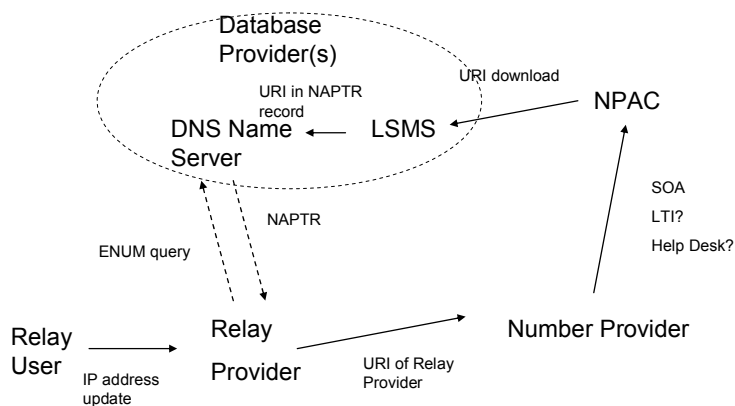 Database
Provider(s)
URI download
URI in NAPTR
record
NPAC
DNS Name
Server
LSMS
SOA
LTI?
Help Desk?
NAPTR
ENUM query
Relay
User
IP address
update
Relay
Provider
URI of Relay
Provider
Number Provider